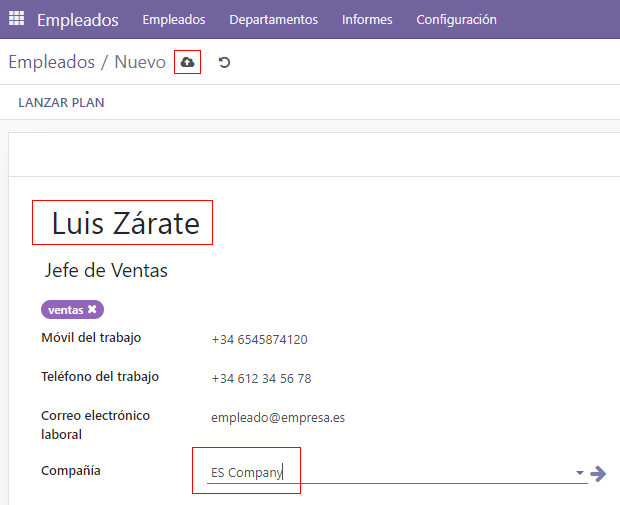 Empleados Empleados Departamentos Informes Configuración
Empleados / Nuevo
LANZAR PLAN
Luis Zárate
Jefe de Ventas
ventas ✖
Móvil del trabajo +34 6545874120
Teléfono del trabajo +34 612 34 56 78
Correo electrónico laboral empleado@empresa.es
Compañía ES Company